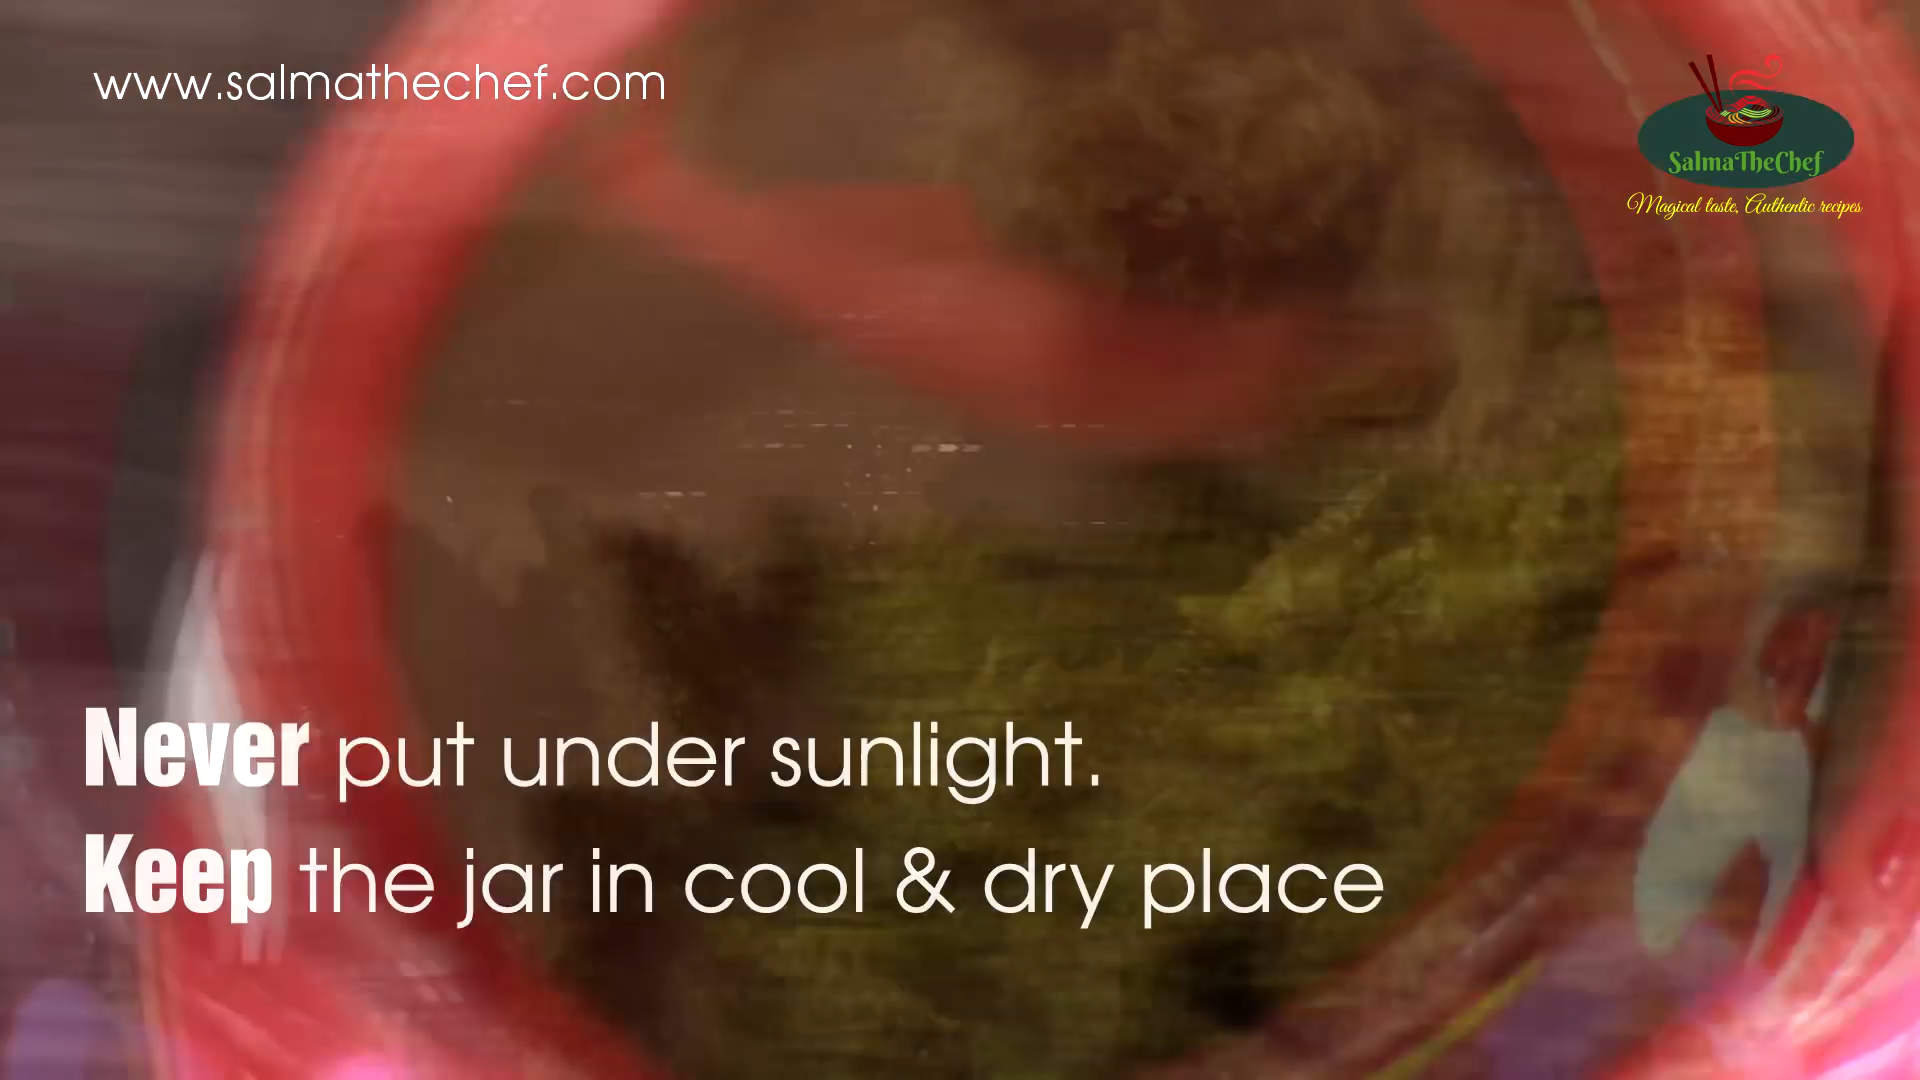 www.salmathechef.com
SalmaTheChef
Magical taste, Authentic recipes
Never put under sunlight.
Keep the jar in cool & dry place